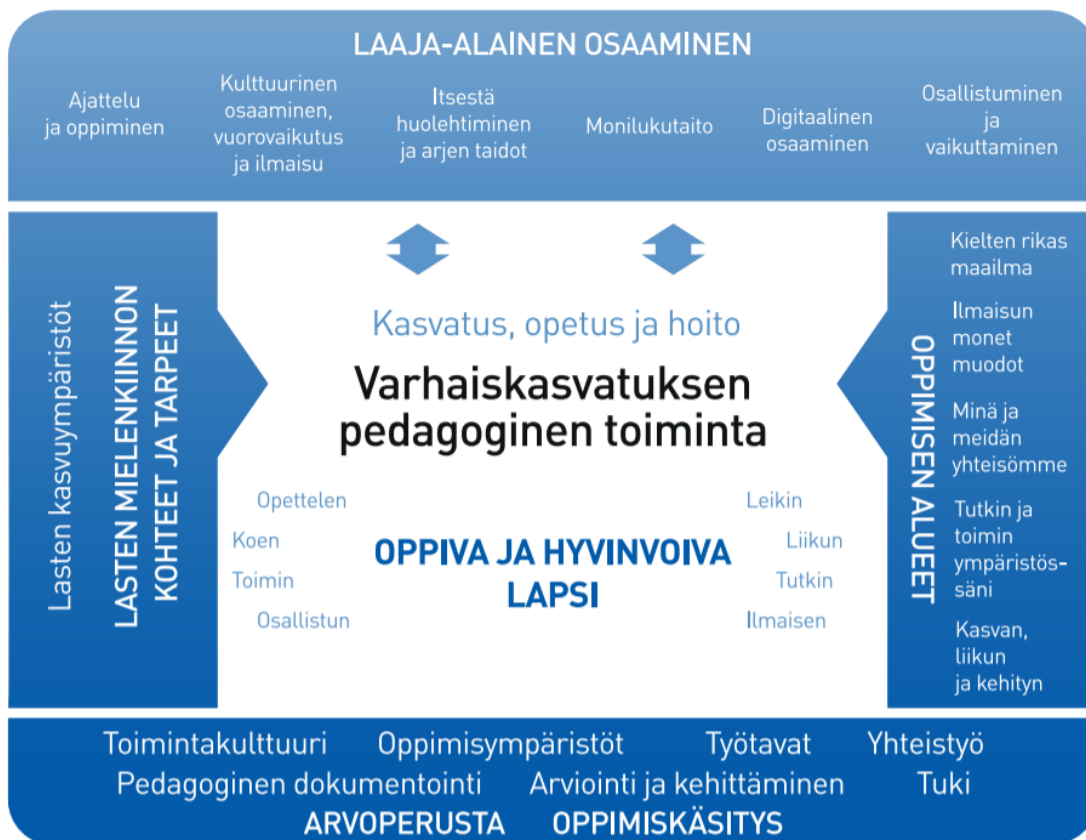 LAAJA-ALAINEN OSAAMINEN
Ajattelu
ja oppiminen
Kulttuurinen
osaaminen,
vuorovaikutus
ja ilmaisu
Itsestä
huolehtiminen
ja arjen taidot
Monilukutaito
Digitaalinen
osaaminen
Osallistuminen
ja
vaikuttaminen
Lasten kasvuympäristöt
LASTEN MIELENKIINNON
KOHTEET JA TARPEET
Kasvatus, opetus ja hoito
Varhaiskasvatuksen
pedagoginen toiminta
Opettelen
Koen
Toimin
Osallistun
OPPIVA JA HYVINVOIVA
LAPSI
Leikin
Liikun
Tutkin
Ilmaisen
OPPIMISEN ALUEET
Kielten rikas
maailma
Ilmaisun
monet
muodot
Minä ja
meidän
yhteisömme
Tutkin ja
toimin
ympäristös-
säni
Kasvan,
liikun
ja kehityn
Toimintakulttuuri Oppimisympäristöt Työtavat Yhteistyö
Pedagoginen dokumentointi Arviointi ja kehittäminen Tuki
ARVOPERUSTA OPPIMISKÄSITYS